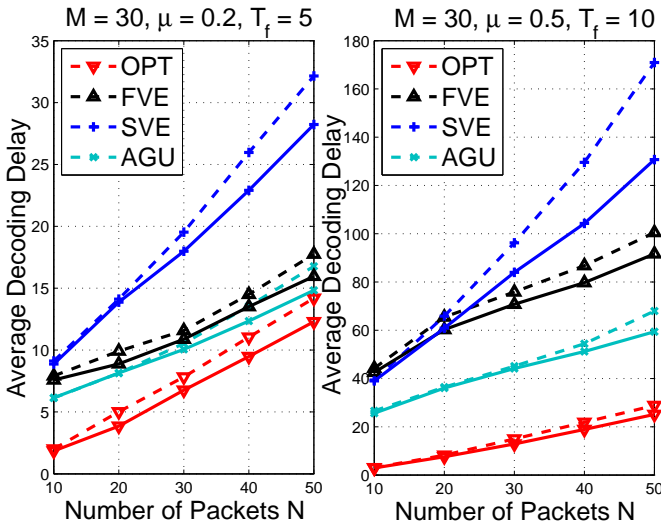 M = 30, μ = 0.2, T_f = 5
35
30
25
20
15
10
5
0
10
20
30
40
50
Average Decoding Delay
Number of Packets N
OPT
FVE
SVE
AGU
M = 30, μ = 0.5, T_f = 10
180
160
140
120
100
80
60
40
20
0
10
20
30
40
50
Average Decoding Delay
Number of Packets N
OPT
FVE
SVE
AGU